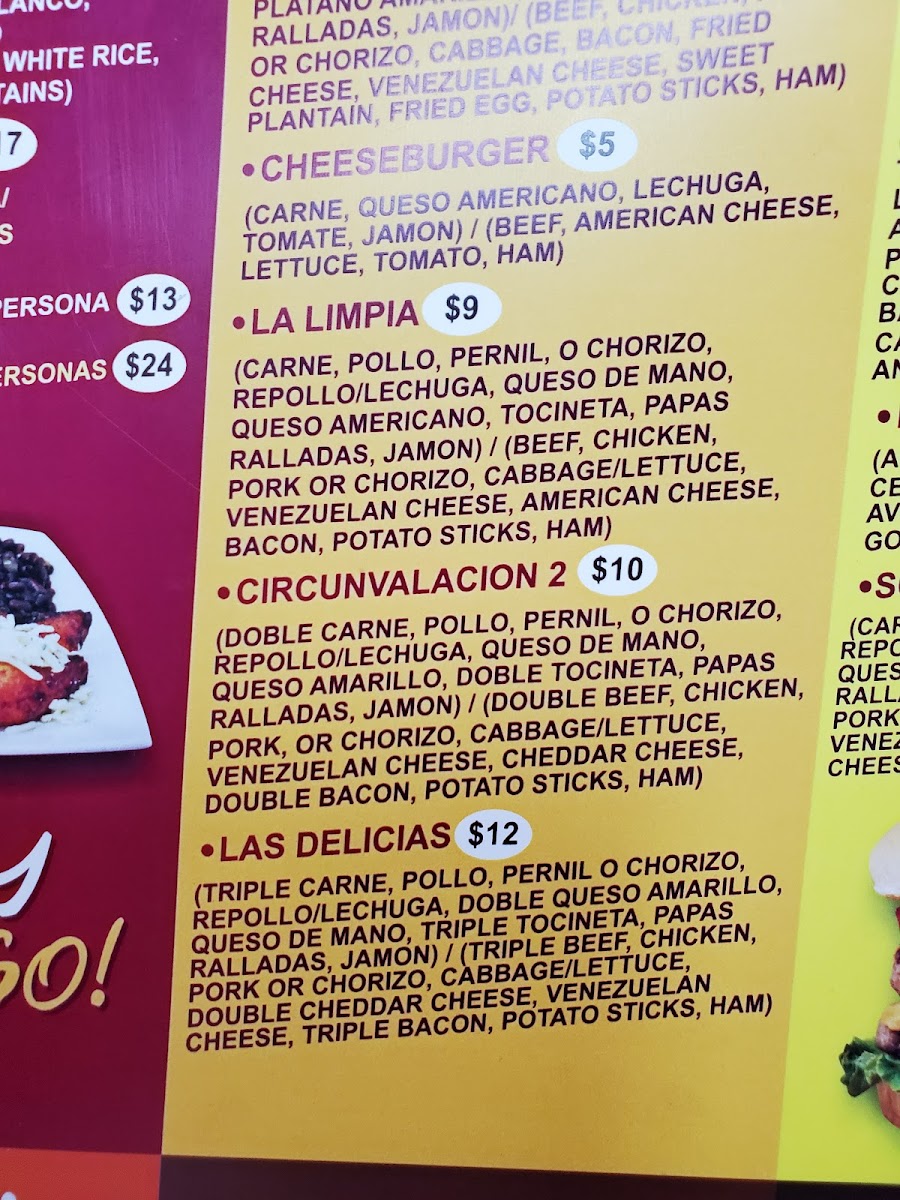 WHITE RICE,
$13
PERSONA
$24
RALLADAS, JAMON)/ (BEEF, CHICKEN,
OR CHORIZO, CABBAGE, BACON, FRIED
CHEESE, VENEZUELAN CHEESE, SWEET
PLANTAIN, FRIED EGG, POTATO STICKS, HAM)
•CHEESEBURGER $5
(CARNE, QUESO AMERICANO, LECHUGA,
TOMATE, JAMON) / (BEEF, AMERICAN CHEESE,
LETTUCE, TOMATO, HAM)
•LA LIMPIA $9
(CARNE, POLLO, PERNIL, O CHORIZO,
REPOLLO/LECHUGA, QUESO DE MANO,
QUESO AMERICANO, TOCINETA, PAPAS
RALLADAS, JAMON) / (BEEF, CHICKEN,
PORK OR CHORIZO, CABBAGE/LETTUCE,
VENEZUELAN CHEESE, AMERICAN CHEESE,
BACON, POTATO STICKS, HAM)
•CIRCUNVALACION 2 $10
(DOBLE CARNE, POLLO, PERNIL, O CHORIZO,
REPOLLO/LECHUGA, QUESO DE MANO,
QUESO AMARILLO, DOBLE TOCINETA, PAPAS
RALLADAS, JAMON) / (DOUBLE BEEF, CHICKEN,
PORK, OR CHORIZO, CABBAGE/LETTUCE,
VENEZUELAN CHEESE, CHEDDAR CHEESE,
DOUBLE BACON, POTATO STICKS, HAM)
•LAS DELICIAS $12
(TRIPLE CARNE, POLLO, PERNIL O CHORIZO,
REPOLLO/LECHUGA, DOBLE QUESO AMARILLO,
QUESO DE MANO, TRIPLE TOCINETA, PAPAS
RALLADAS, JAMON) / (TRIPLE BEEF, CHICKEN,
PORK OR CHORIZO, CABBAGE/LETTUCE,
DOUBLE CHEDDAR CHEESE, VENEZUELAN
CHEESE, TRIPLE BACON, POTATO STICKS, HAM)